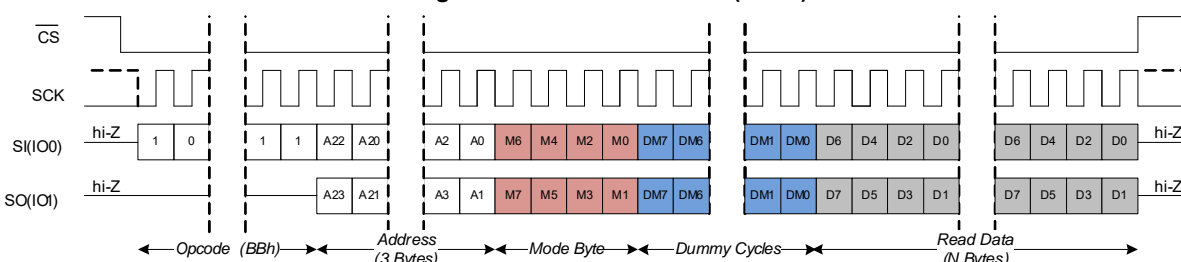 CS
SCK
SI(IO0) hi-Z 1 0 1 1 A22 A20 A2 A0 M6 M4 M2 M0 DM7 DM6 DM1 DM0 D6 D4 D2 D0 D6 D4 D2 D0 hi-Z
SO(IO1) hi-Z A23 A21 A3 A1 M7 M5 M3 M1 DM7 DM6 DM1 DM0 D7 D5 D3 D1 D7 D5 D3 D1 hi-Z
Opcode (BBh) Address Mode Byte Dummy Cycles Read Data
(3 Bytes) (N Bytes)